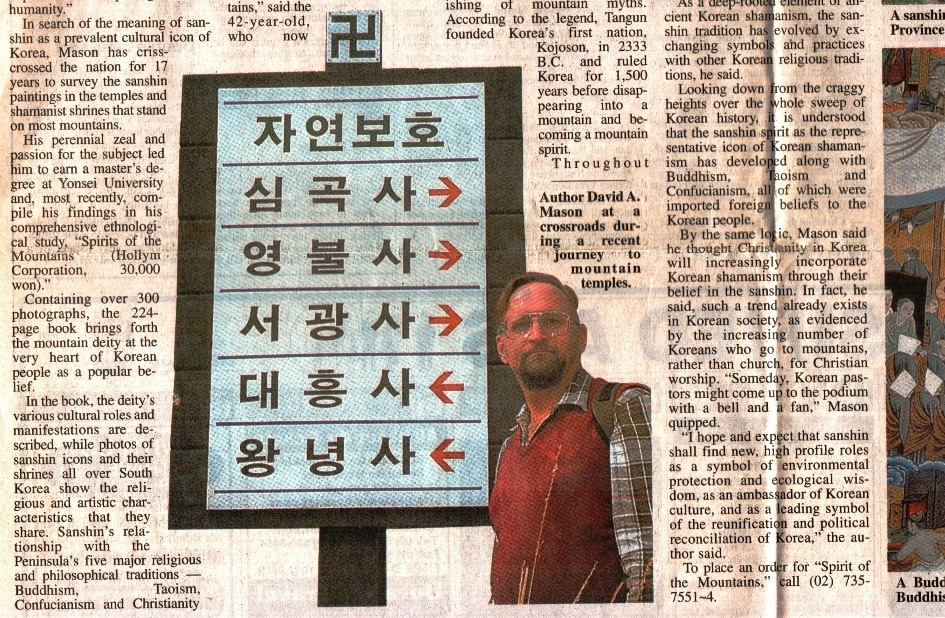 humanity."
In search of the meaning of san-
shin as a prevalent cultural icon of
Korea, Mason has criss-
crossed the nation for 17
years to survey the sanshin
paintings in the temples and
shamanist shrines that stand
on most mountains.
His perennial zeal and
passion for the subject led
him to earn a master's de-
gree at Yonsei University
and, most recently, com-
pile his findings in his
comprehensive ethnologi-
cal study, "Spirits of the
Mountains" (Hollym
Corporation, 30,000
won)."
Containing over 300
photographs, the 224-
page book brings forth
the mountain deity at the
very heart of Korean
people as a popular be-
lief.
In the book, the deity's
various cultural roles and
manifestations are de-
scribed, while photos of
sanshin icons and their
shrines all over South
Korea show the reli-
gious and artistic char-
acteristics that they
share. Sanshin's rela-
tionship with the
Peninsula's five major religious
and philosophical traditions —
Buddhism, Taoism,
Confucianism and Christianity
tains," said the
42-year-old,
who now
卍
자연보호
심곡사→
영불사→
서광사→
대흥사←
왕녕사←
ishing of mountain myths.
According to the legend, Tangun
founded Korea's first nation,
Kojoson, in 2333
B.C. and ruled
Korea for 1,500
years before disap-
pearing into a
mountain and be-
coming a mountain
spirit.
Throughout
Author David A.
Mason at a
crossroads dur-
ing a recent
journey to
mountain
temples.
As a deep-rooted element of an-
cient Korean shamanism, the san-
shin tradition has evolved by ex-
changing symbols and practices
with other Korean religious tradi-
tions, he said.
Looking down from the craggy
heights over the whole sweep of
Korean history, it is understood
that the sanshin spirit as the repre-
sentative icon of Korean shaman-
ism has developed along with
Buddhism, Taoism and
Confucianism, all of which were
imported foreign beliefs to the
Korean people.
By the same logic, Mason said
he thought Christianity in Korea
will increasingly incorporate
Korean shamanism through their
belief in the sanshin. In fact, he
said, such a trend already exists
in Korean society, as evidenced
by the increasing number of
Koreans who go to mountains,
rather than church, for Christian
worship. "Someday, Korean pas-
tors might come up to the podium
with a bell and a fan," Mason
quipped.
"I hope and expect that sanshin
shall find new, high profile roles
as a symbol of environmental
protection and ecological wis-
dom, as an ambassador of Korean
culture, and as a leading symbol
of the reunification and political
reconciliation of Korea," the au-
thor said.
To place an order for "Spirit of
the Mountains," call (02) 735-
7551~4.
A sanshi
Province
A Budd
Buddhis